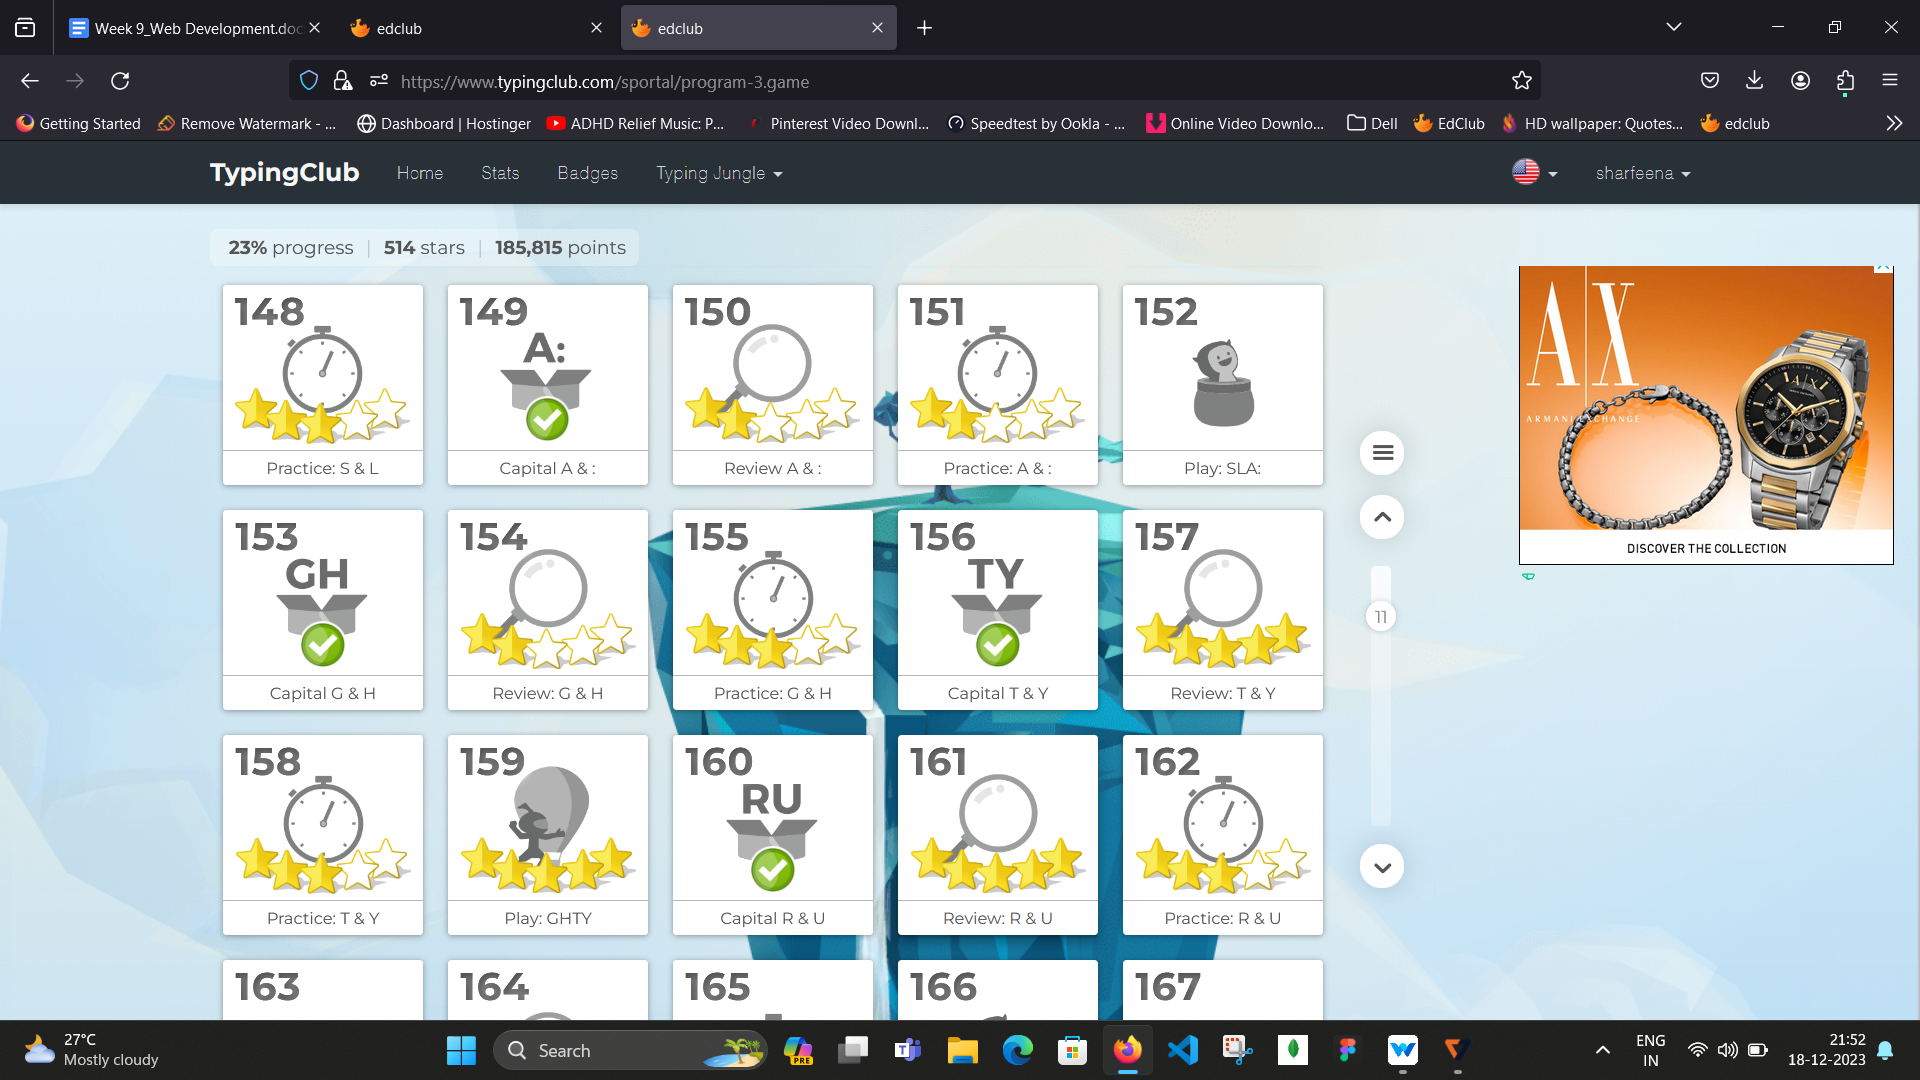 Week 9_Web Development.doc
edclub
edclub
https://www.typingclub.com/sportal/program-3.game
Getting Started
Remove Watermark - ...
Dashboard | Hostinger
ADHD Relief Music: P...
Pinterest Video Downl...
Speedtest by Ookla - ...
Online Video Downlo...
Dell
EdClub
HD wallpaper: Quotes...
edclub
TypingClub
Home
Stats
Badges
Typing Jungle
sharfeena
23% progress | 514 stars | 185,815 points
148
Practice: S & L
149
A:
Capital A & :
150
Review A & :
151
Practice: A & :
152
Play: SLA:
153
GH
Capital G & H
154
Review: G & H
155
Practice: G & H
156
TY
Capital T & Y
157
Review: T & Y
158
Practice: T & Y
159
Play: GHTY
160
RU
Capital R & U
161
Review: R & U
162
Practice: R & U
163
164
165
166
167
11
A|X
ARMANI EXCHANGE
A|X
DISCOVER THE COLLECTION
27°C
Mostly cloudy
Search
PRE
ENG
IN
21:52
18-12-2023